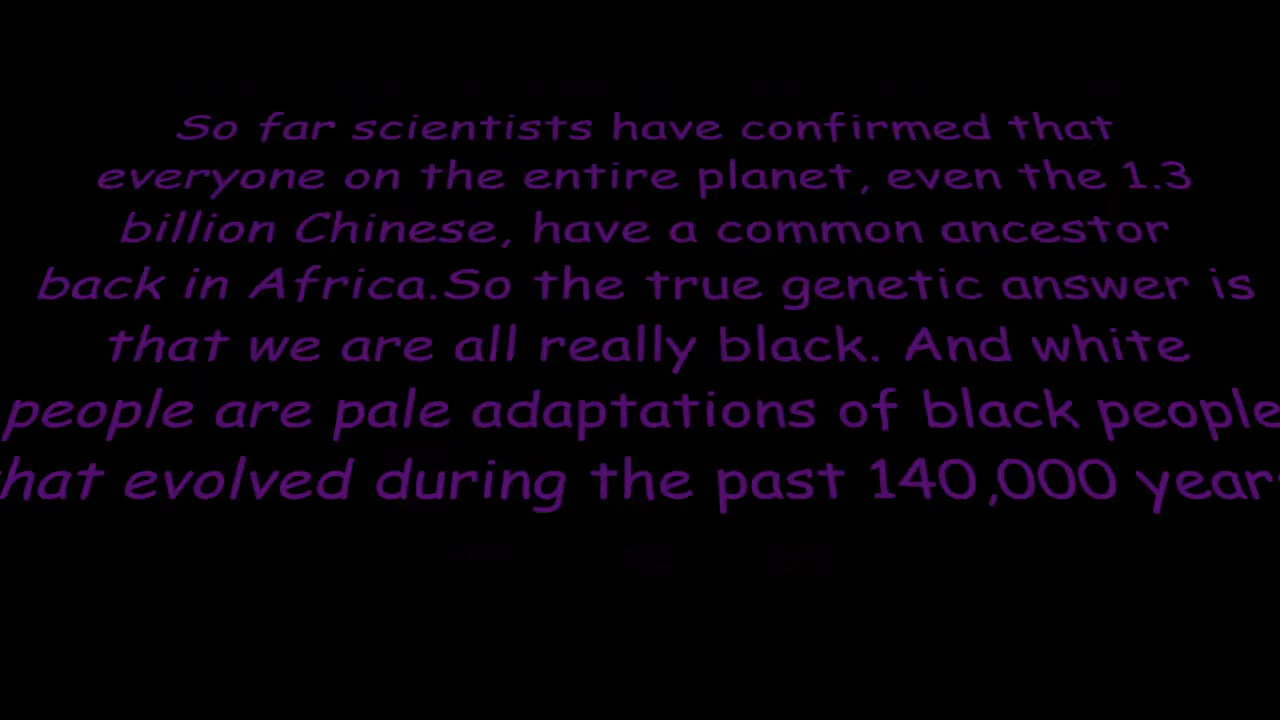 So far scientists have confirmed that
everyone on the entire planet, even the 1.3
billion Chinese, have a common ancestor
back in Africa.So the true genetic answer is
that we are all really black. And white
people are pale adaptations of black people
hat evolved during the past 140,000 year